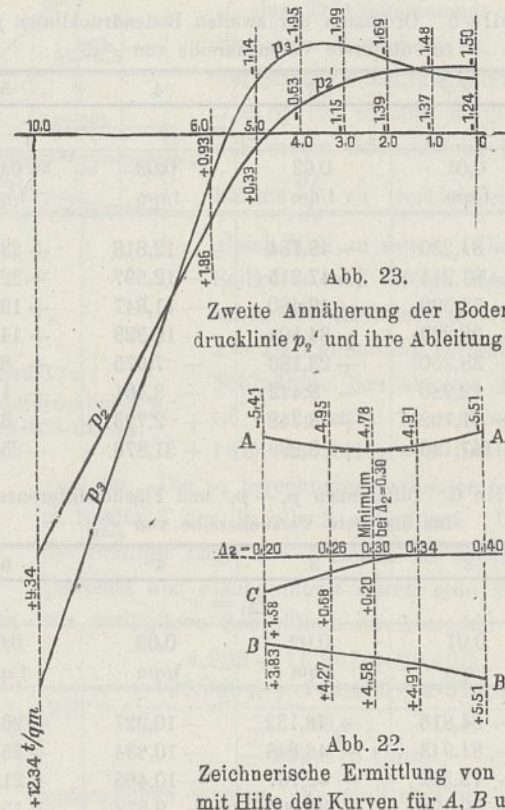 -1.14 -1.95 -1.69 -1.48 -1.50
p₃ p₂
-0.63 -1.15 -1.39 -1.37 -1.24
10.0 6.0 5.0 4.0 3.0 2.0 1.0 0
+0.93 +0.33
+1.86
p₂
p₃
+9.34
+12.34 t/qm
Abb. 23.
Zweite Annäherung der Boden
drucklinie p₂' und ihre Ableitung
-5.41 -4.95 -4.78 -4.91 -5.51
A A
Minimum
bei Δ₂=0.30
Δ₂=0.20 0.26 0.34 0.40
C
+1.58 +0.68 +0.20
B B
+3.83 +4.27 +4.58 +4.91 +5.51
Abb. 22.
Zeichnerische Ermittlung von
mit Hilfe der Kurven für A, B u